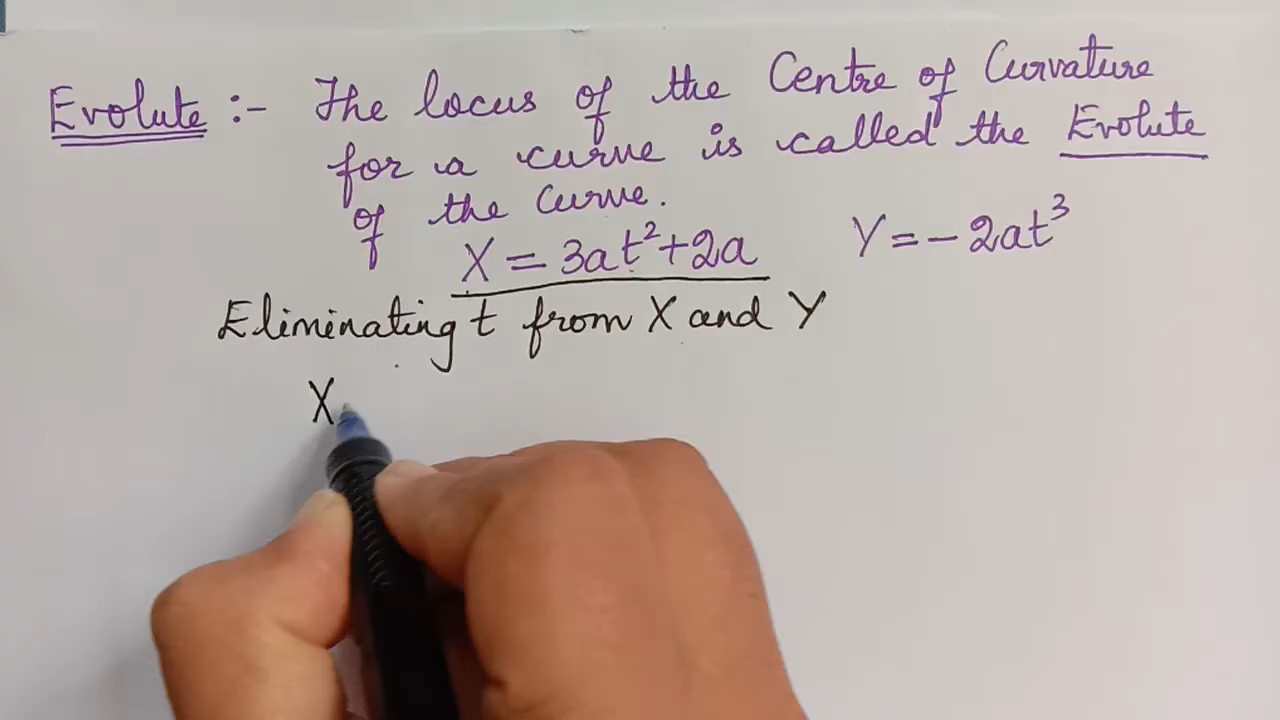 Evolute :- The locus of the Centre of Curvature
for a curve is called the Evolute
of the curve.
X = 3at²+2a Y = -2at³
Eliminating t from X and Y
X